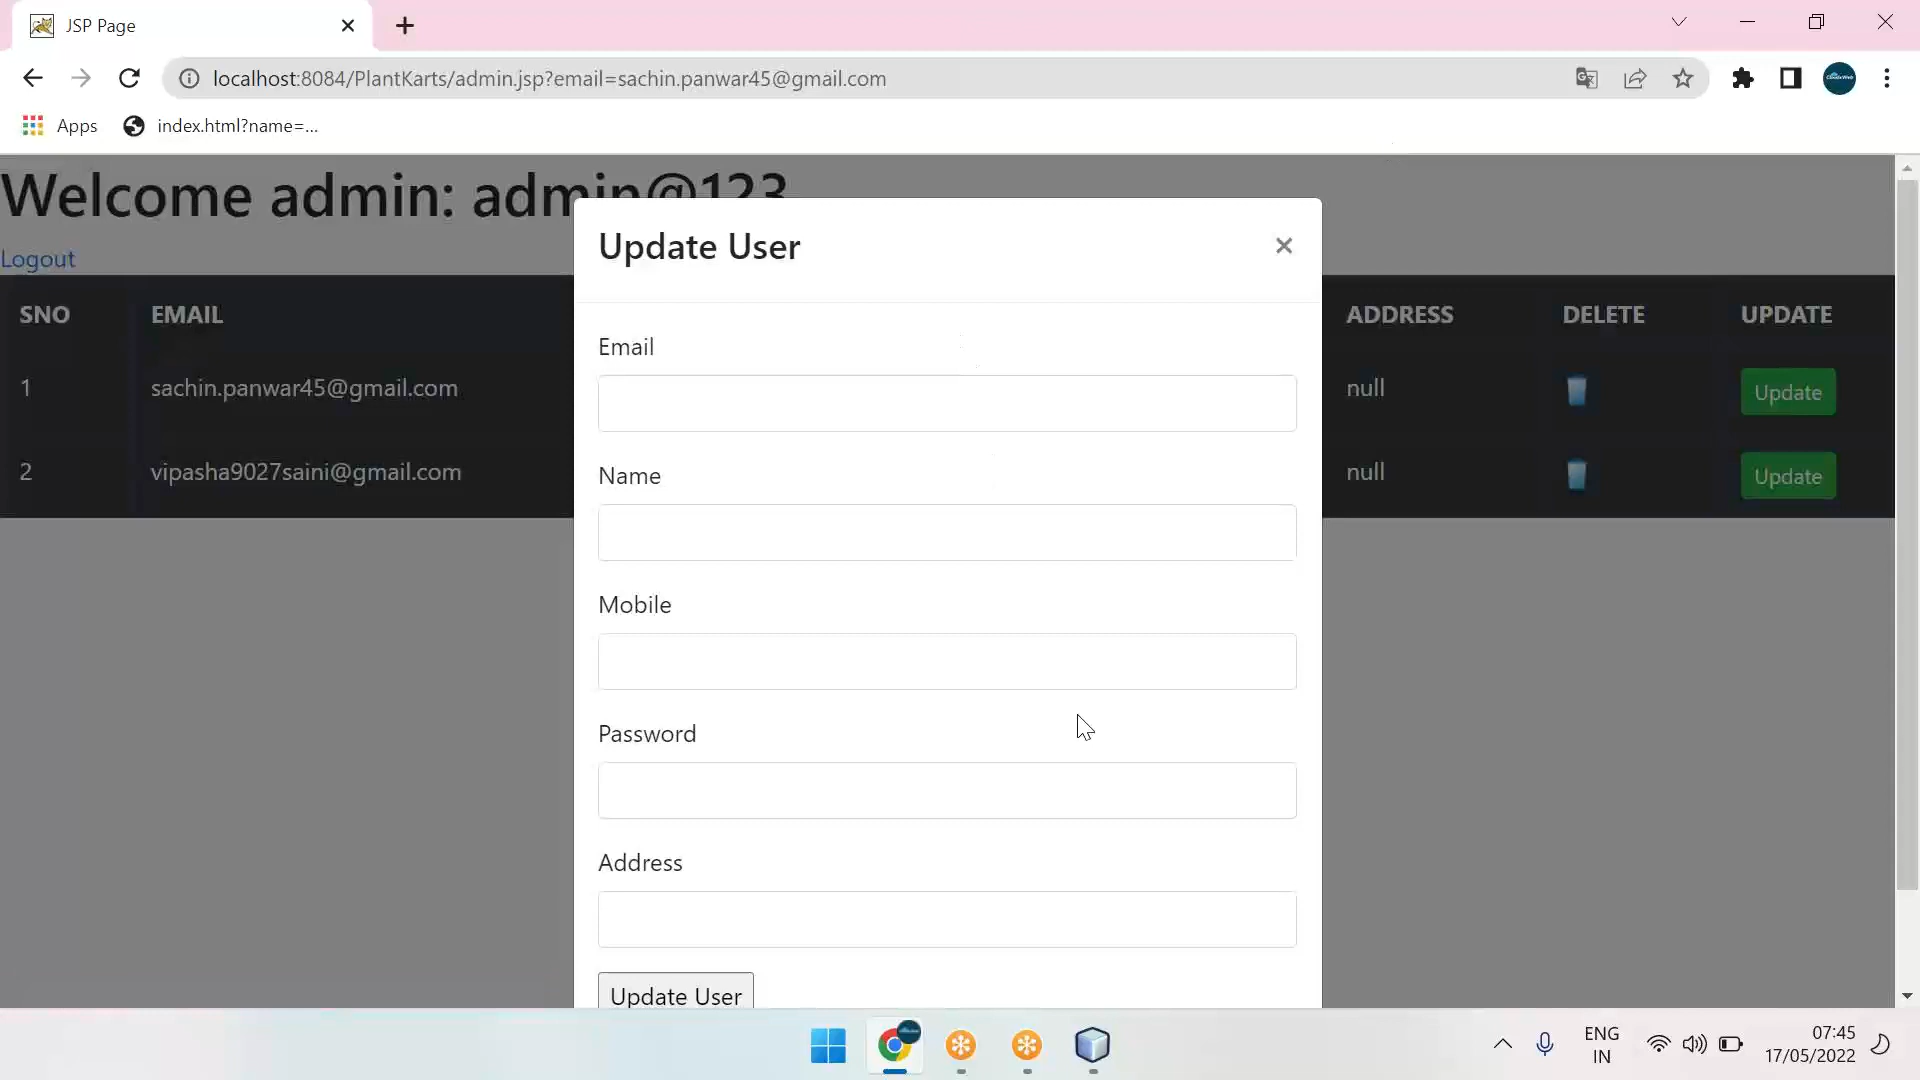 JSP Page
localhost:8084/PlantKarts/admin.jsp?email=sachin.panwar45@gmail.com
Apps
index.html?name=...
Welcome admin: admin@123
Logout
SNO EMAIL ADDRESS DELETE UPDATE
1 sachin.panwar45@gmail.com null Update
2 vipasha9027saini@gmail.com null Update
Update User
×
Email
Name
Mobile
Password
Address
Update User
ENG
IN
07:45
17/05/2022